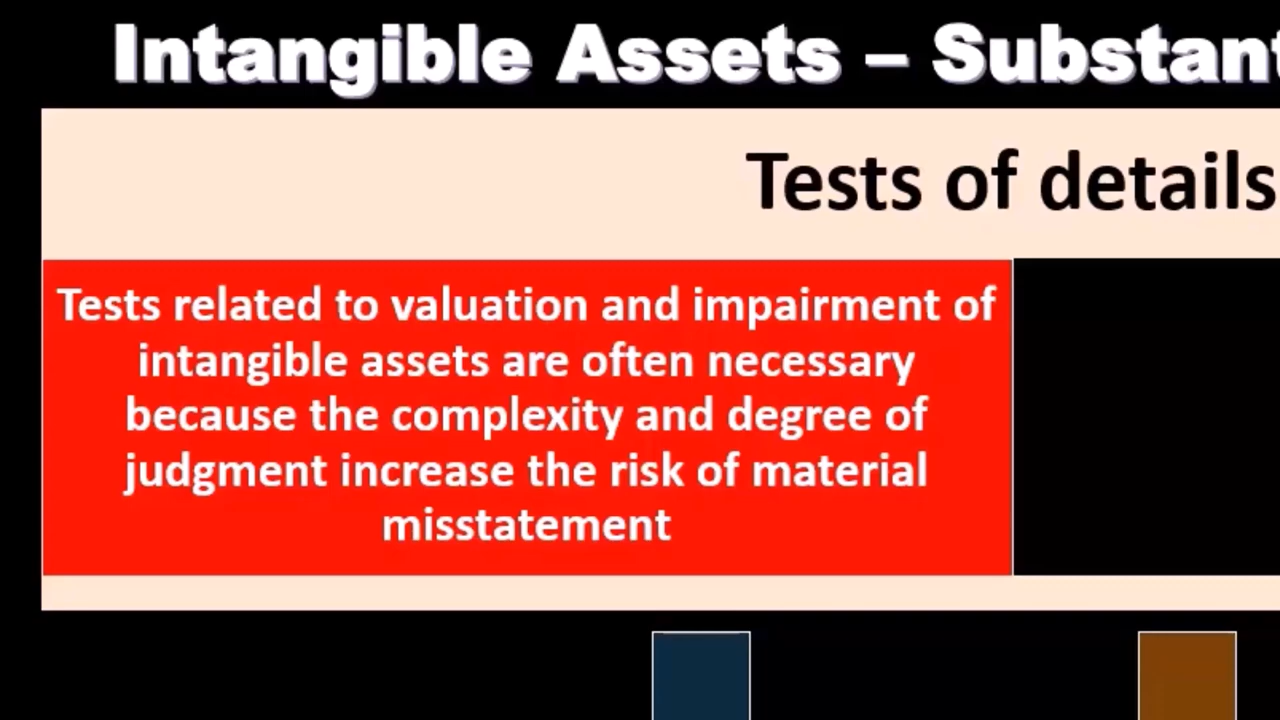 Intangible Assets – Substant
Tests of details
Tests related to valuation and impairment of
intangible assets are often necessary
because the complexity and degree of
judgment increase the risk of material
misstatement